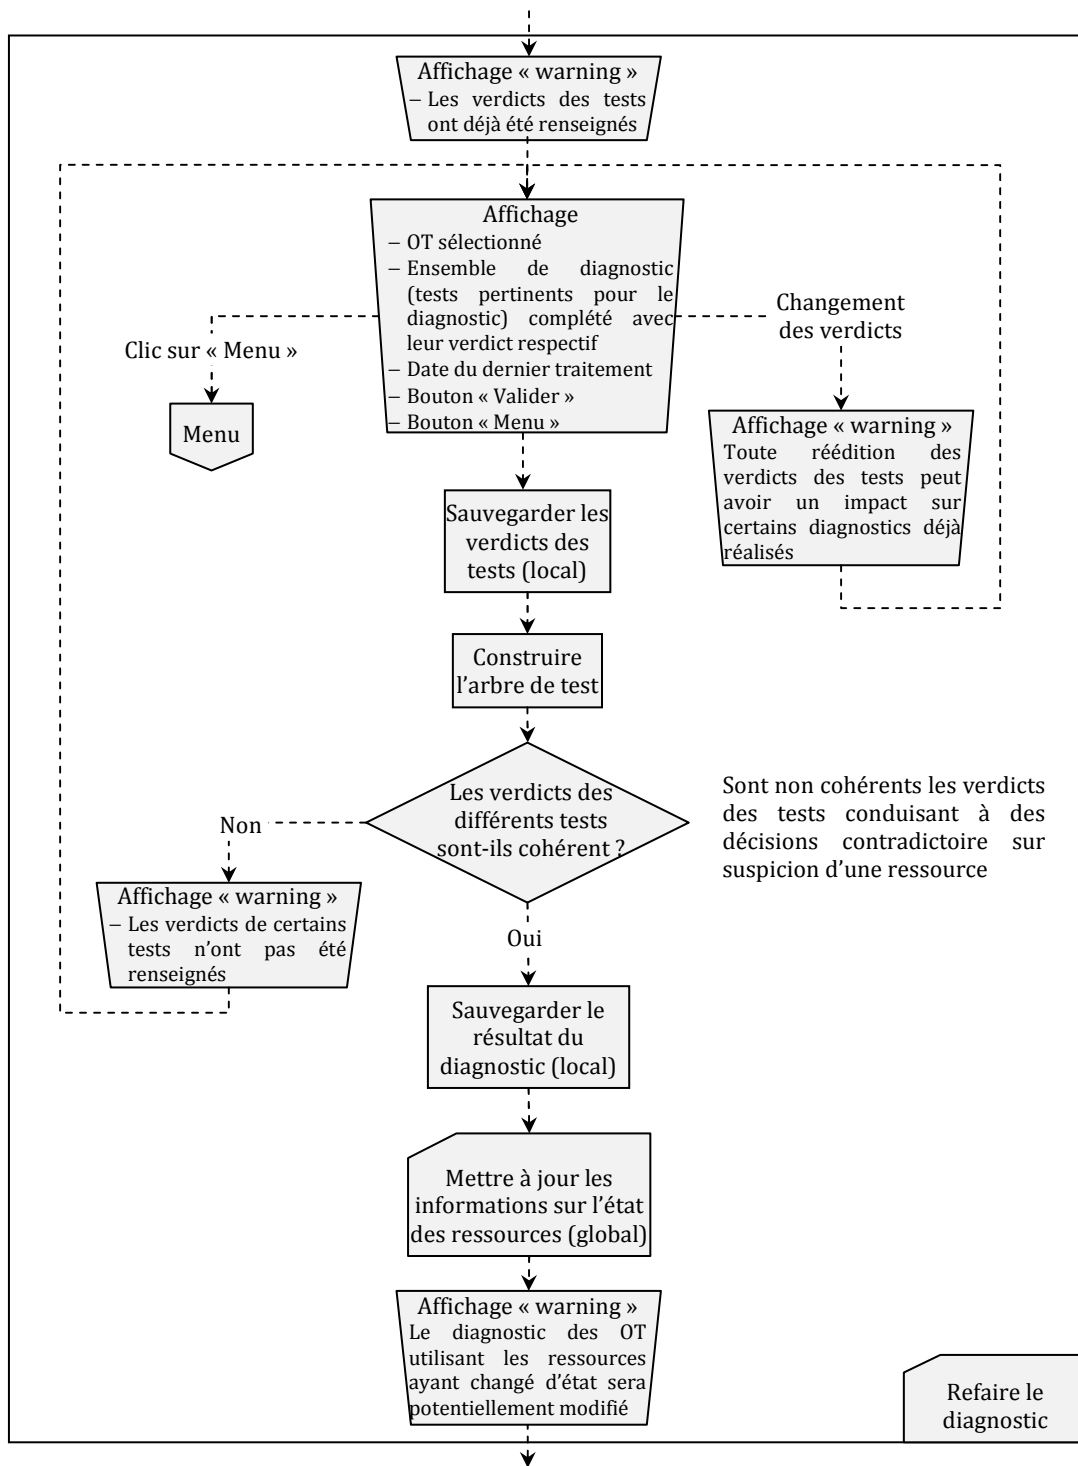 Affichage « warning »
– Les verdicts des tests
ont déjà été renseignés
Affichage
– OT sélectionné
– Ensemble de diagnostic
(tests pertinents pour le
diagnostic) complété avec
leur verdict respectif
– Date du dernier traitement
– Bouton « Valider »
– Bouton « Menu »
Clic sur « Menu »
Menu
Changement
des verdicts
Affichage « warning »
Toute réédition des
verdicts des tests peut
avoir un impact sur
certains diagnostics déjà
réalisés
Sauvegarder les
verdicts des
tests (local)
Construire
l’arbre de test
Les verdicts des
différents tests
sont-ils cohérent ?
Sont non cohérents les verdicts
des tests conduisant à des
décisions contradictoire sur
suspicion d’une ressource
Non
Affichage « warning »
– Les verdicts de certains
tests n’ont pas été
renseignés
Oui
Sauvegarder le
résultat du
diagnostic (local)
Mettre à jour les
informations sur l’état
des ressources (global)
Affichage « warning »
Le diagnostic des OT
utilisant les ressources
ayant changé d’état sera
potentiellement modifié
Refaire le
diagnostic